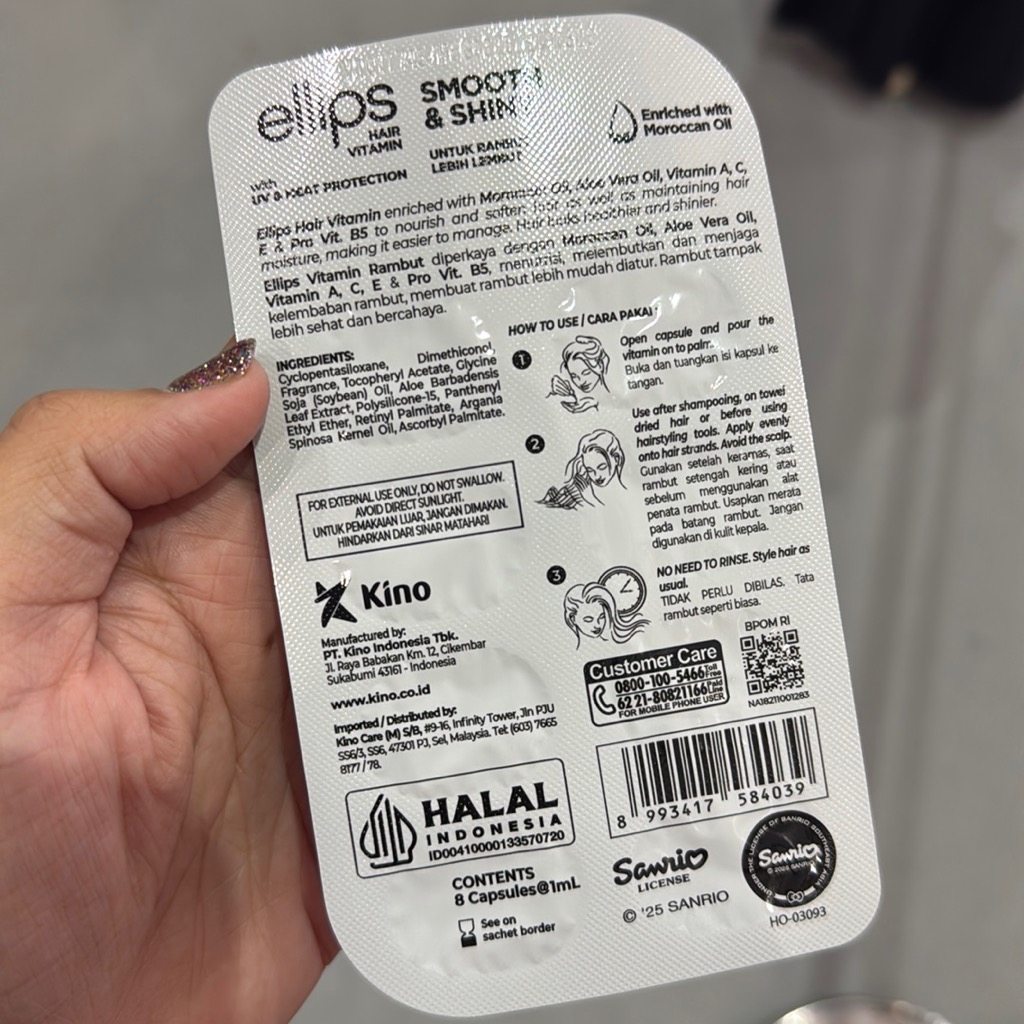 ellips
HAIR
VITAMIN
SMOOTH
& SHINY
Enriched with
Moroccan Oil
with
UV & HEAT PROTECTION
UNTUK RAMBUT
LEBIH LEMBUT
Ellips Hair Vitamin enriched with Moroccan Oil, Aloe Vera Oil, Vitamin A, C,
E & Pro Vit. B5 to nourish and soften hair as well as maintaining hair
moisture, making it easier to manage. Hair looks healthier and shinier.
Ellips Vitamin Rambut diperkaya dengan Moroccan Oil, Aloe Vera Oil,
Vitamin A, C, E & Pro Vit. B5, menutrisi, melembutkan dan menjaga
kelembaban rambut, membuat rambut lebih mudah diatur. Rambut tampak
lebih sehat dan bercahaya.
INGREDIENTS:
Cyclopentasiloxane, Dimethiconol,
Fragrance, Tocopheryl Acetate, Glycine
Soja (Soybean) Oil, Aloe Barbadensis
Leaf Extract, Polysilicone-15, Panthenyl
Ethyl Ether, Retinyl Palmitate, Argania
Spinosa Kernel Oil, Ascorbyl Palmitate.
FOR EXTERNAL USE ONLY, DO NOT SWALLOW.
AVOID DIRECT SUNLIGHT.
UNTUK PEMAKAIAN LUAR, JANGAN DIMAKAN.
HINDARKAN DARI SINAR MATAHARI
HOW TO USE / CARA PAKAI :
1
Open capsule and pour the
vitamin on to palm.
Buka dan tuangkan isi kapsul ke
tangan.
2
Use after shampooing, on towel
dried hair or before using
hairstyling tools. Apply evenly
onto hair strands. Avoid the scalp.
Gunakan setelah keramas, saat
rambut setengah kering atau
sebelum menggunakan alat
penata rambut. Usapkan merata
pada batang rambut. Jangan
digunakan di kulit kepala.
3
NO NEED TO RINSE. Style hair as
usual.
TIDAK PERLU DIBILAS. Tata
rambut seperti biasa.
Kino
Manufactured by:
PT. Kino Indonesia Tbk.
Jl. Raya Babakan Km. 12, Cikembar
Sukabumi 43161 - Indonesia
www.kino.co.id
Imported / Distributed by:
Kino Care (M) S/B, #9-16, Infinity Tower, Jln PJU
SS6/3, SS6, 47301 PJ, Sel, Malaysia. Tel: (603) 7665
8177 / 78.
Customer Care
0800-100-5466 Toll Free
62 21-80821166 Paid Line
FOR MOBILE PHONE USER
BPOM RI
NA18211001283
HALAL
INDONESIA
ID00410000133570720
8 993417 584039
CONTENTS
8 Capsules@1mL
See on
sachet border
Sanrio
LICENSE
© '25 SANRIO
UNDER THE LICENSE OF SANRIO SOUTHEAST ASIA
Sanrio
HO-03093